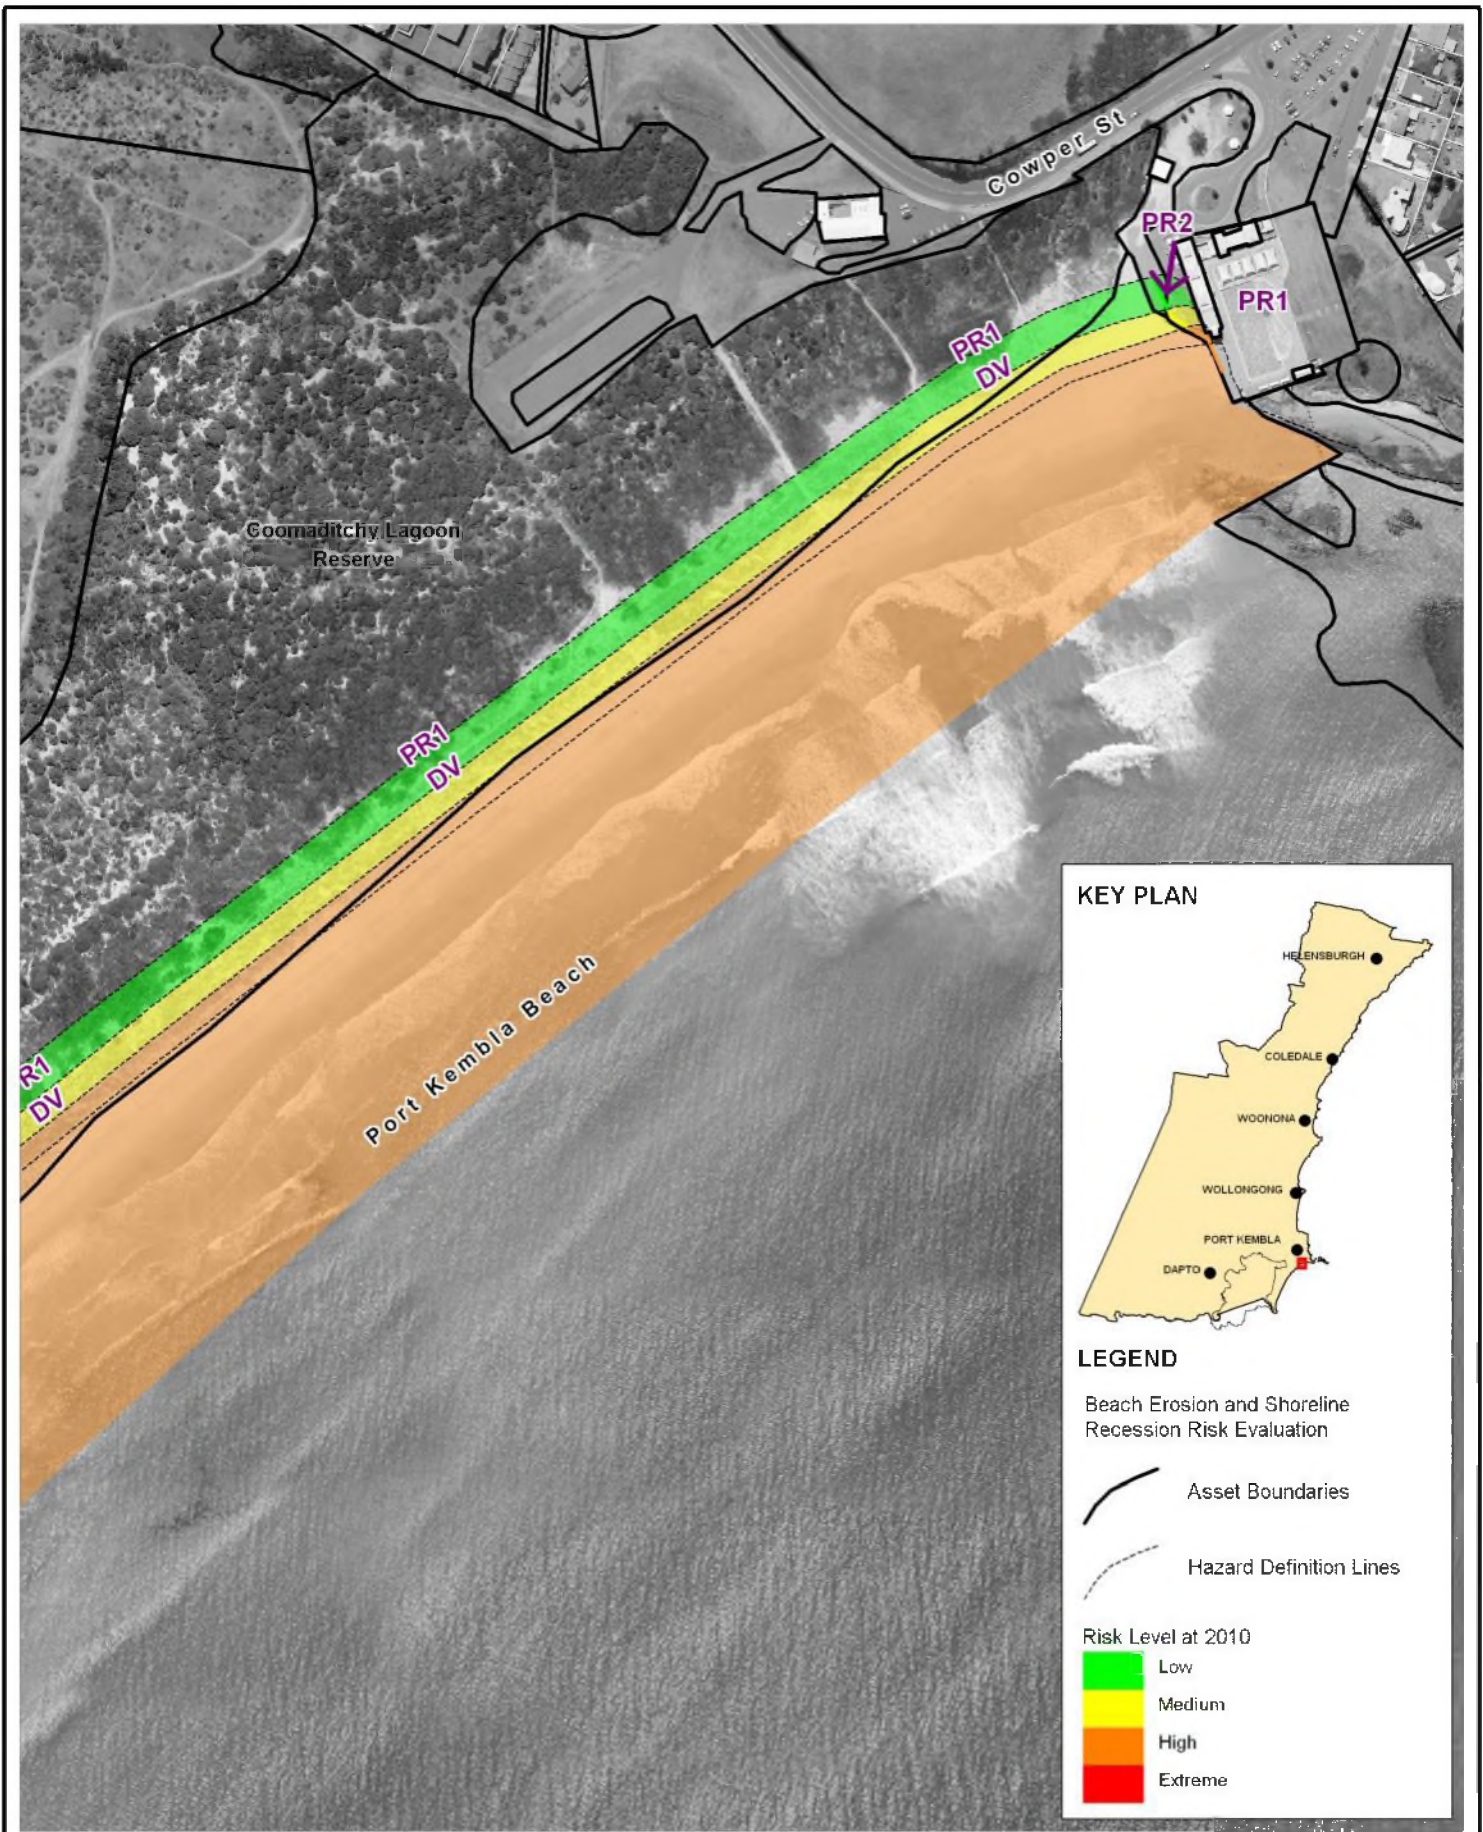 Cowper St
PR2
PR1
PR1
DV
Coomaditchy Lagoon
Reserve
PR1
DV
R1
DV
Port Kembla Beach
KEY PLAN
HELENSBURGH
COLEDALE
WOONONA
WOLLONGONG
PORT KEMBLA
DAPTO
LEGEND
Beach Erosion and Shoreline
Recession Risk Evaluation
Asset Boundaries
Hazard Definition Lines
Risk Level at 2010
Low
Medium
High
Extreme